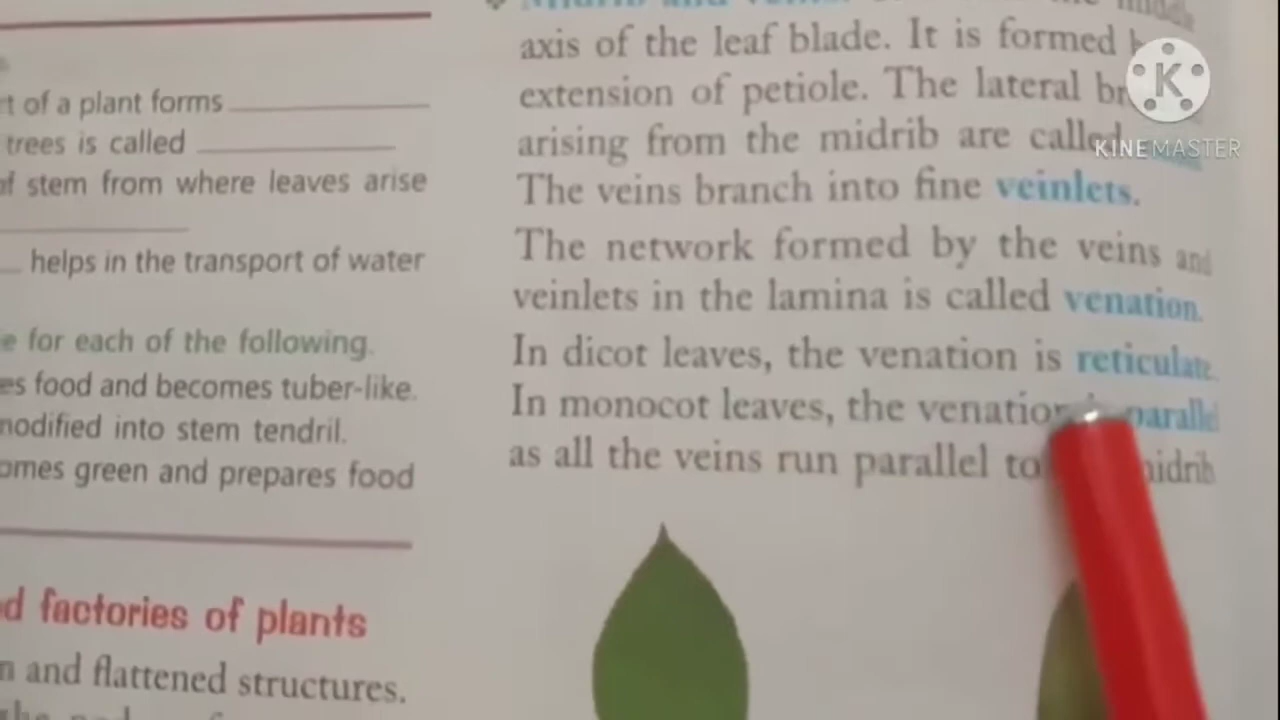 rt of a plant forms
trees is called
of stem from where leaves arise
helps in the transport of water
e for each of the following.
es food and becomes tuber-like.
modified into stem tendril.
omes green and prepares food
d factories of plants
n and flattened structures.
axis of the leaf blade. It is formed
extension of petiole. The lateral
arising from the midrib are called
The veins branch into fine veinlets.
The network formed by the veins and
veinlets in the lamina is called venation.
In dicot leaves, the venation is reticulate.
In monocot leaves, the venation parallel
as all the veins run parallel to midrib
KINEMASTER